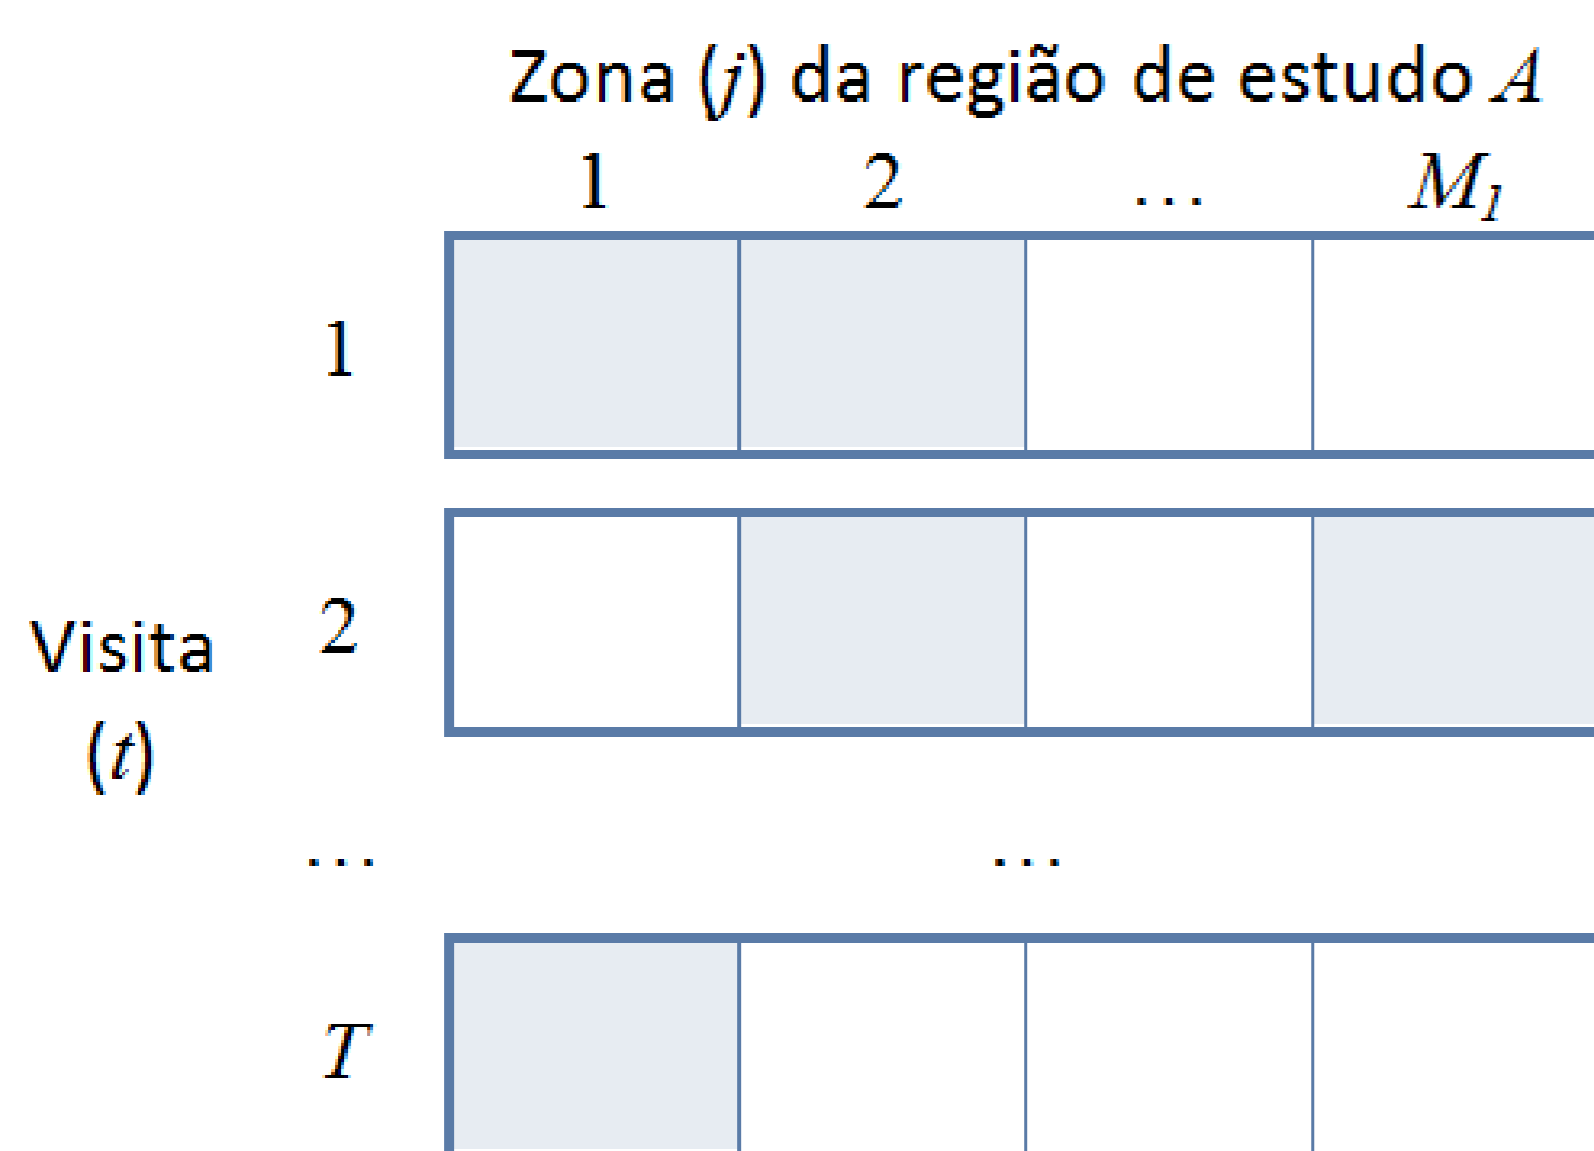 Zona (j) da região de estudo A
1 2 ... M1
1
2
Visita
(t)
... ...
T